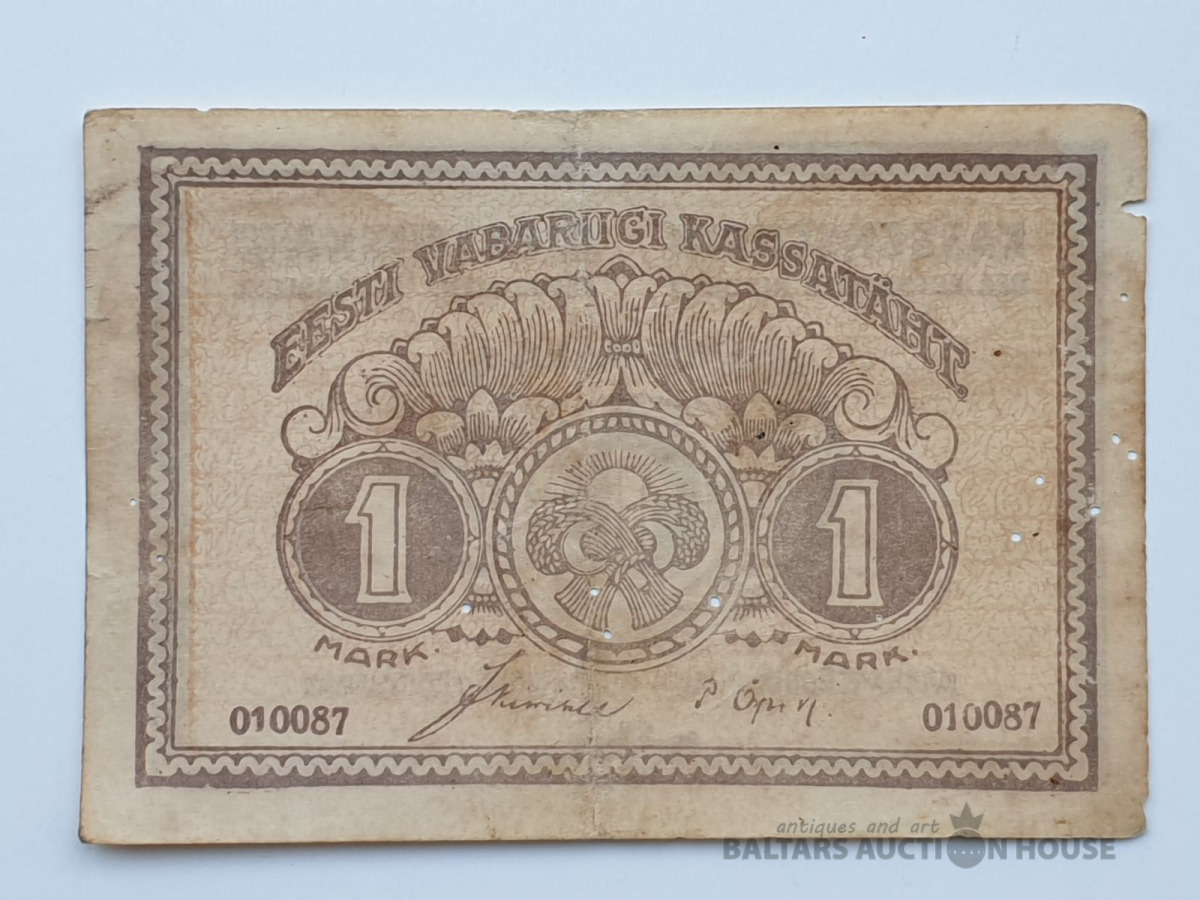 EESTI VABARIIGI KASSATÄHT.
1 1
MARK. MARK.
010087 010087
antiques and art
BALTARS AUCTION HOUSE